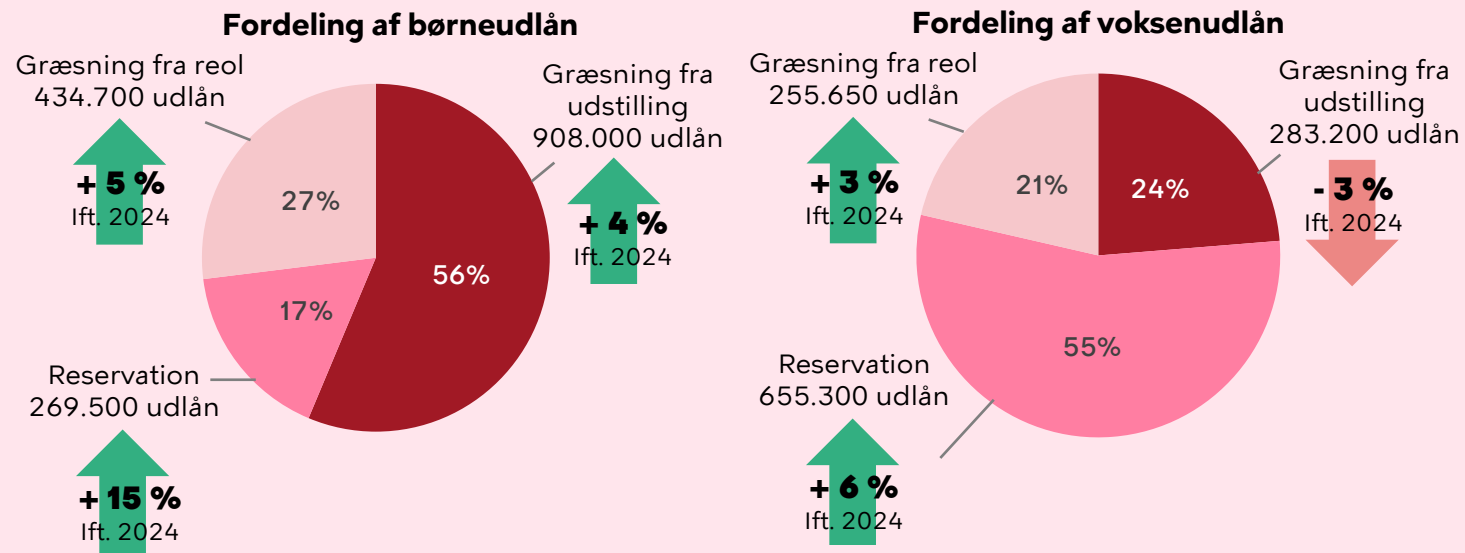 Fordeling af børneudlån
Græsning fra reol
434.700 udlån
+ 5 %
Ift. 2024
Græsning fra
udstilling
908.000 udlån
+ 4 %
Ift. 2024
27%
56%
17%
Reservation
269.500 udlån
+ 15 %
Ift. 2024
Fordeling af voksenudlån
Græsning fra reol
255.650 udlån
+ 3 %
Ift. 2024
Græsning fra
udstilling
283.200 udlån
- 3 %
Ift. 2024
21%
24%
55%
Reservation
655.300 udlån
+ 6 %
Ift. 2024